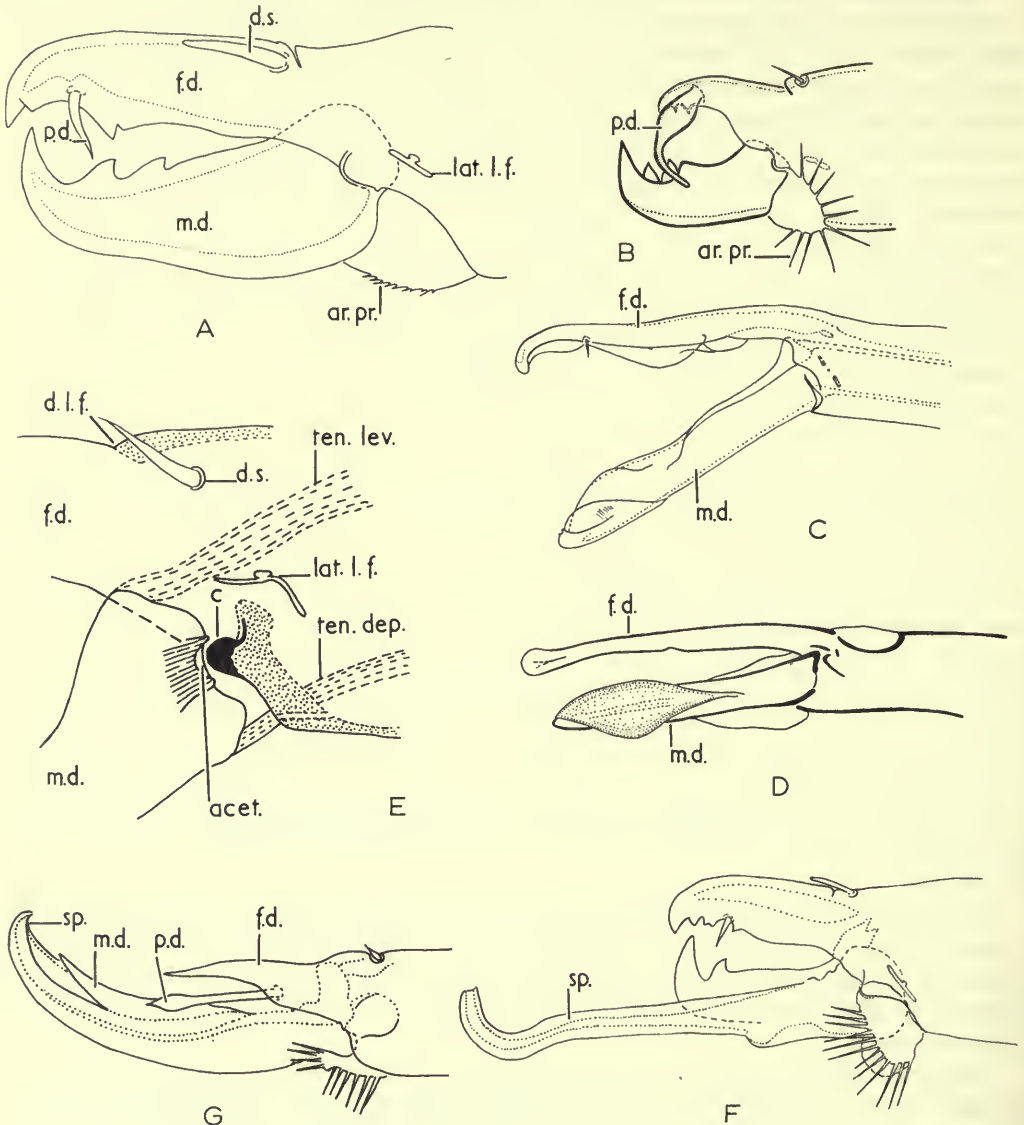 d.s.
f.d.
p.d.
lat. l.f.
m.d.
ar. pr.
A
p.d.
ar. pr.
B
f.d.
m.d.
C
d. l. f.
ten. lev.
d.s.
f.d.
lat. l. f.
c
ten. dep.
m.d.
acet.
E
f.d.
m.d.
D
sp.
m.d.
p.d.
f.d.
G
sp.
F